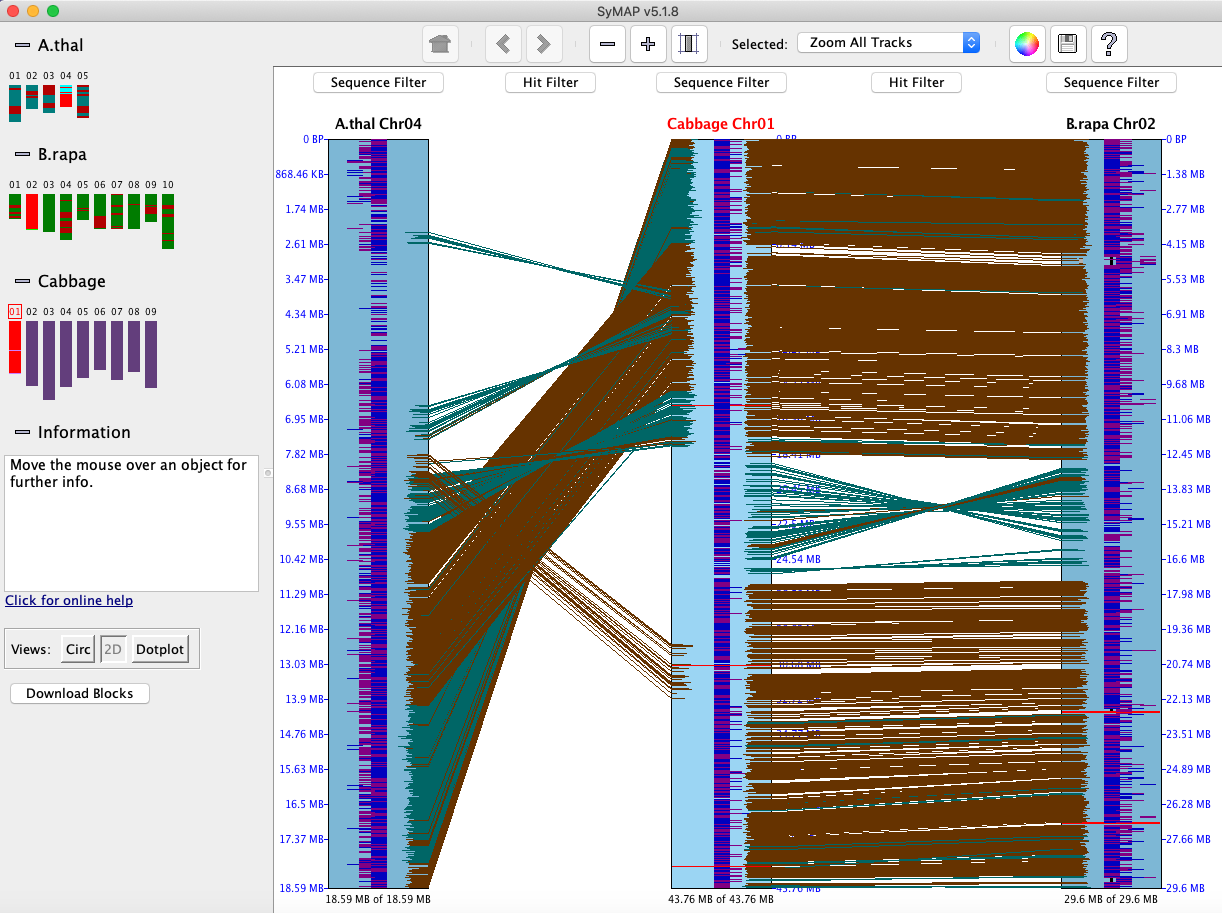 SyMAP v5.1.8
Selected: Zoom All Tracks
?
A.thal
01 02 03 04 05
B.rapa
01 02 03 04 05 06 07 08 09 10
Cabbage
01 02 03 04 05 06 07 08 09
Information
Move the mouse over an object for
further info.
Click for online help
Views: Circ 2D Dotplot
Download Blocks
Sequence Filter Hit Filter Sequence Filter Hit Filter Sequence Filter
A.thal Chr04
0 BP
868.46 KB
1.74 MB
2.61 MB
3.47 MB
4.34 MB
5.21 MB
6.08 MB
6.95 MB
7.82 MB
8.68 MB
9.55 MB
10.42 MB
11.29 MB
12.16 MB
13.03 MB
13.9 MB
14.76 MB
15.63 MB
16.5 MB
17.37 MB
18.59 MB
18.59 MB of 18.59 MB
Cabbage Chr01
0 BP
24.54 MB
43.76 MB
43.76 MB of 43.76 MB
B.rapa Chr02
0 BP
1.38 MB
2.77 MB
4.15 MB
5.53 MB
6.91 MB
8.3 MB
9.68 MB
11.06 MB
12.45 MB
13.83 MB
15.21 MB
16.6 MB
17.98 MB
19.36 MB
20.74 MB
22.13 MB
23.51 MB
24.89 MB
26.28 MB
27.66 MB
29.6 MB
29.6 MB of 29.6 MB